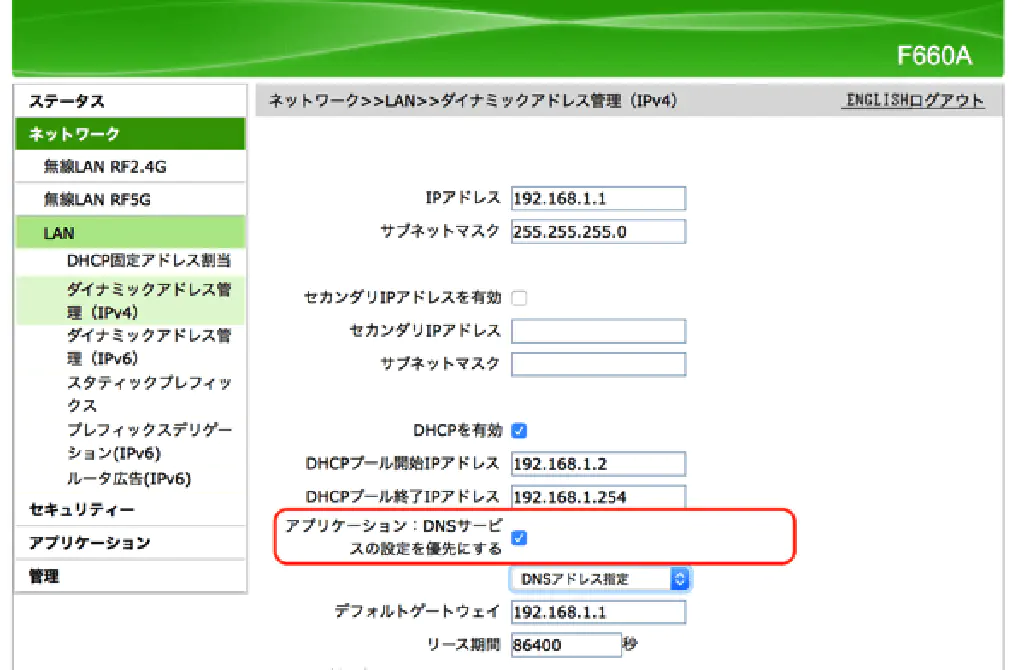 F660A
ステータス
ネットワーク
無線LAN RF2.4G
無線LAN RF5G
LAN
DHCP固定アドレス割当
ダイナミックアドレス管
理（IPv4）
ダイナミックアドレス管
理（IPv6）
スタティックプレフィッ
クス
プレフィックスデリゲー
ション(IPv6)
ルータ広告(IPv6)
セキュリティー
アプリケーション
管理
ネットワーク>>LAN>>ダイナミックアドレス管理（IPv4）
ENGLISHログアウト
IPアドレス 192.168.1.1
サブネットマスク 255.255.255.0
セカンダリIPアドレスを有効
セカンダリIPアドレス
サブネットマスク
DHCPを有効
DHCPプール開始IPアドレス 192.168.1.2
DHCPプール終了IPアドレス 192.168.1.254
アプリケーション：DNSサービ
スの設定を優先にする
DNSアドレス指定
デフォルトゲートウェイ 192.168.1.1
リース期間 86400 秒